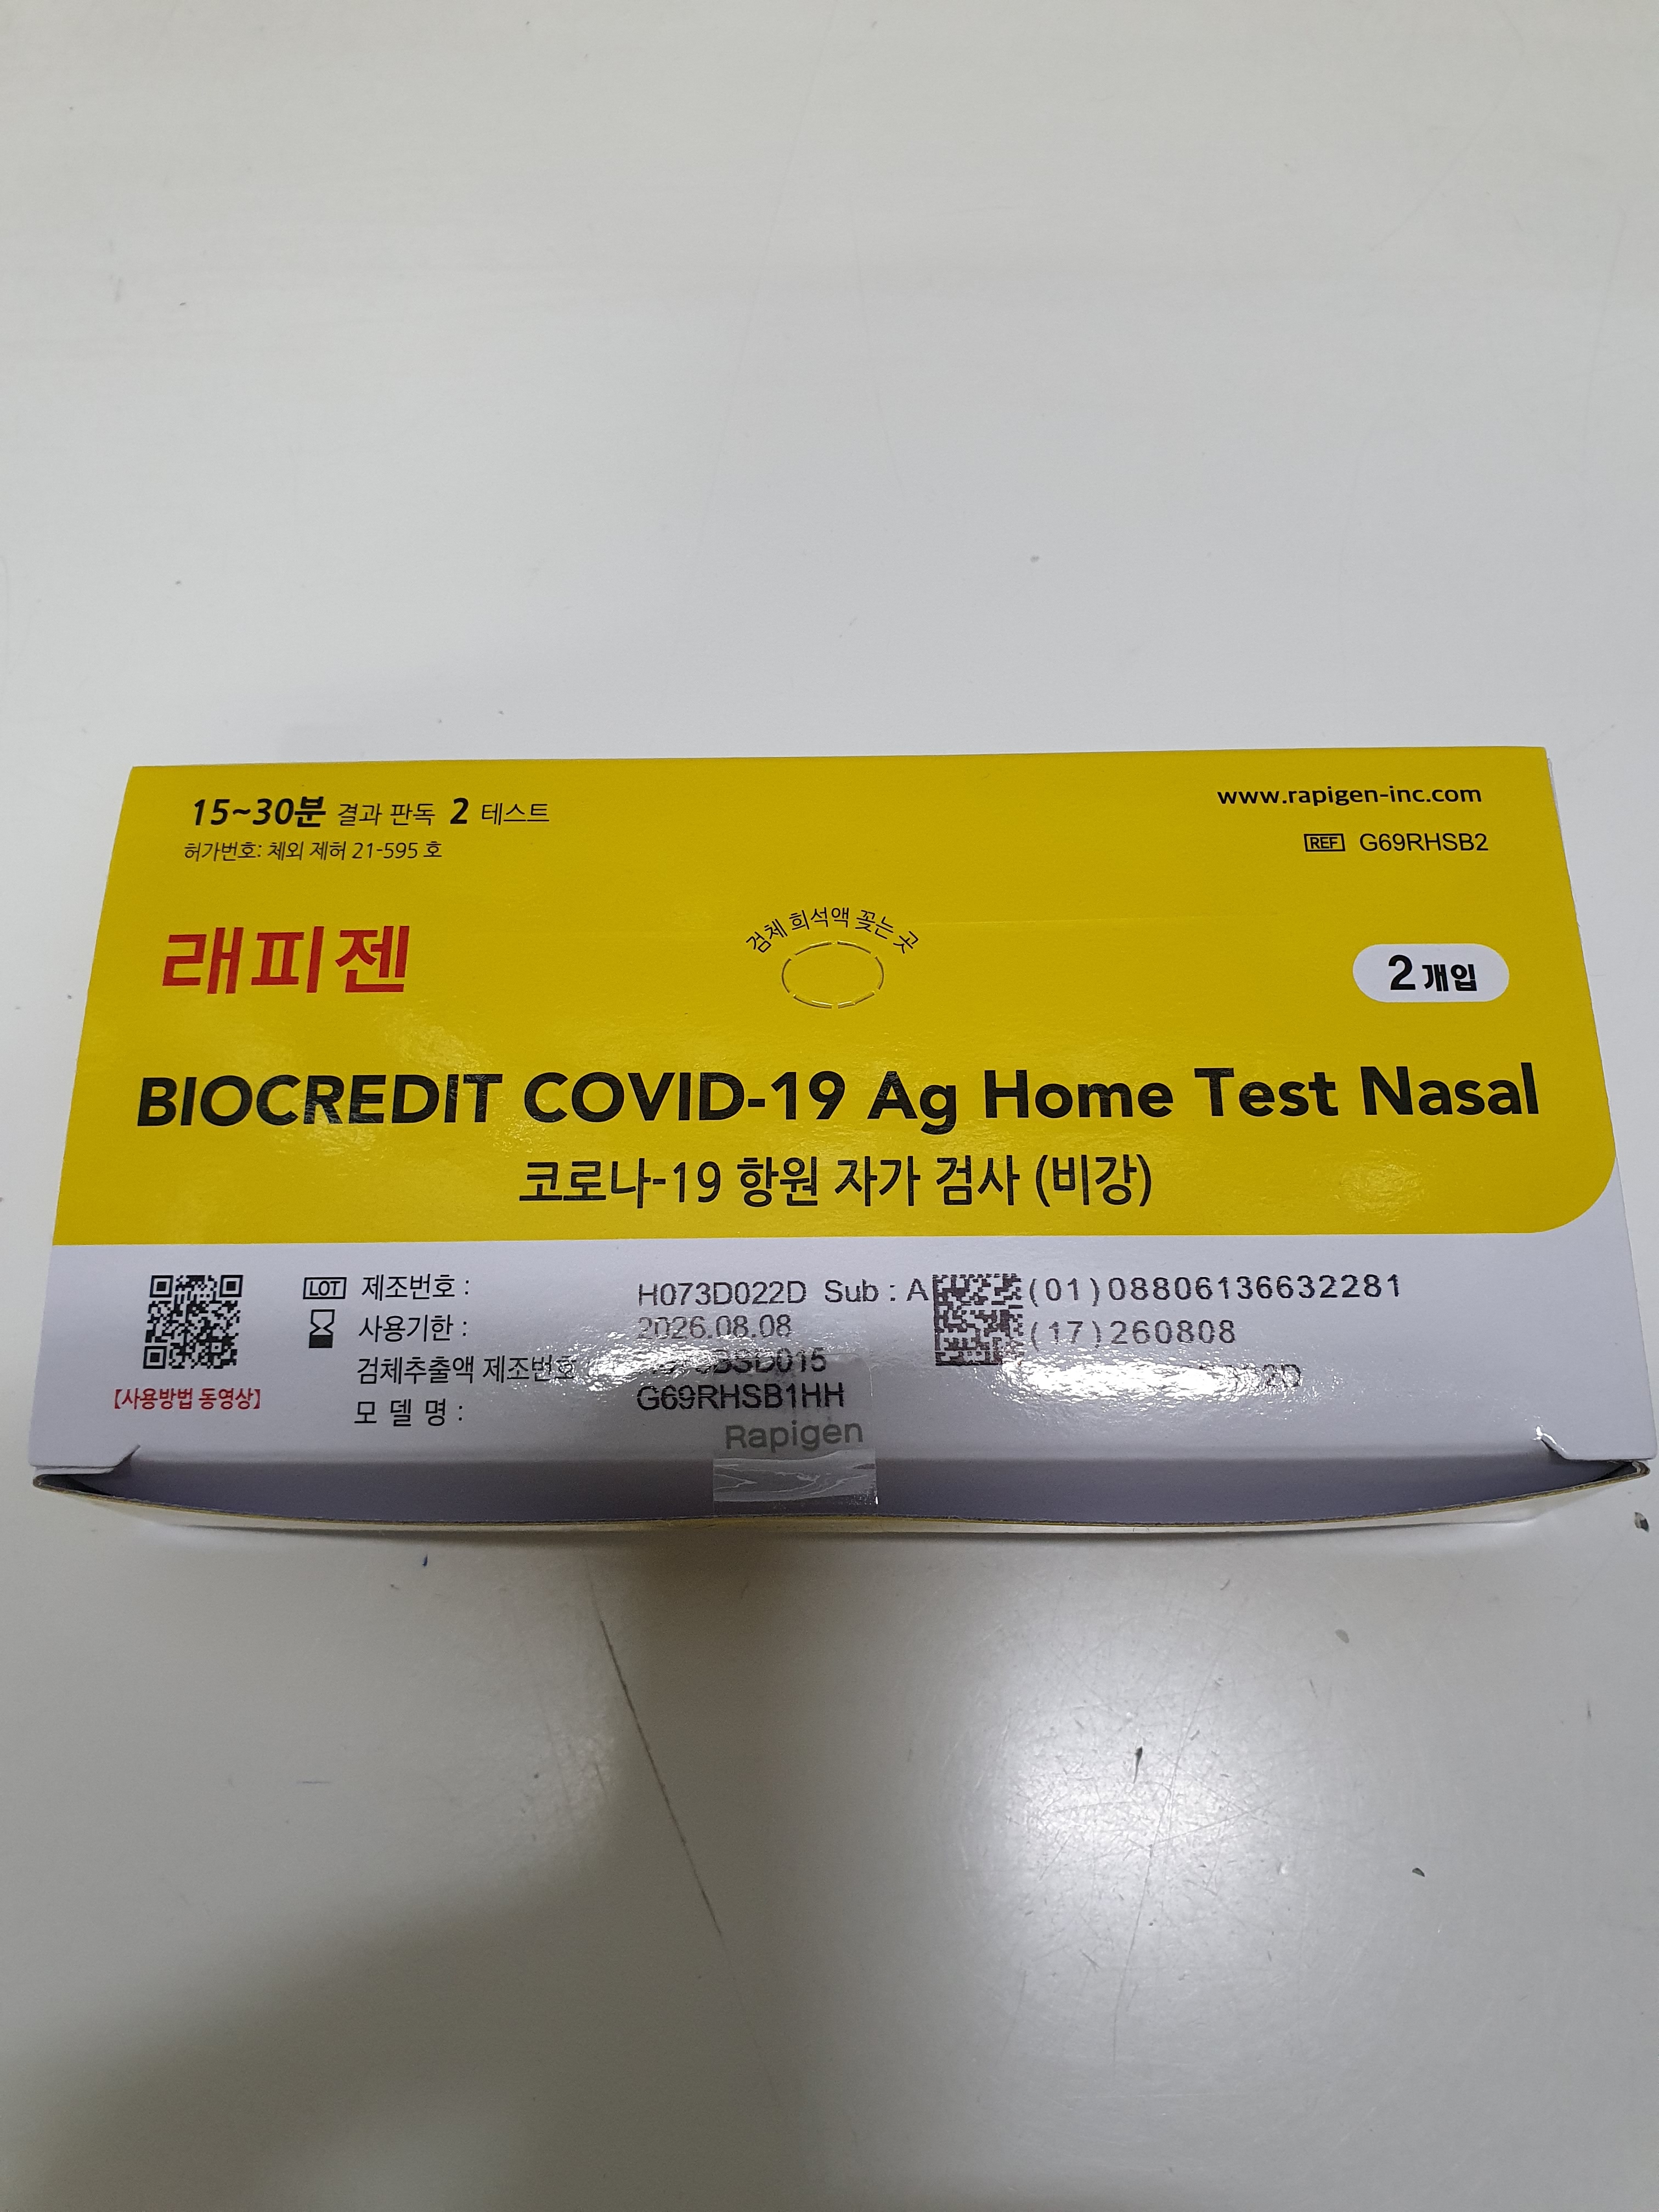 15~30분 결과 판독 2 테스트
허가번호: 체외 제허 21-595 호
www.rapigen-inc.com
REF G69RHSB2
검체 희석액 꽂는 곳
래피젠
2개입
BIOCREDIT COVID-19 Ag Home Test Nasal
코로나-19 항원 자가 검사 (비강)
LOT 제조번호 : H073D022D Sub : A
사용기한 : 2026.08.08
검체추출액 제조번호
모 델 명 : G69RHSB1HH
(01)08806136632281
(17)260808
【사용방법 동영상】
Rapigen